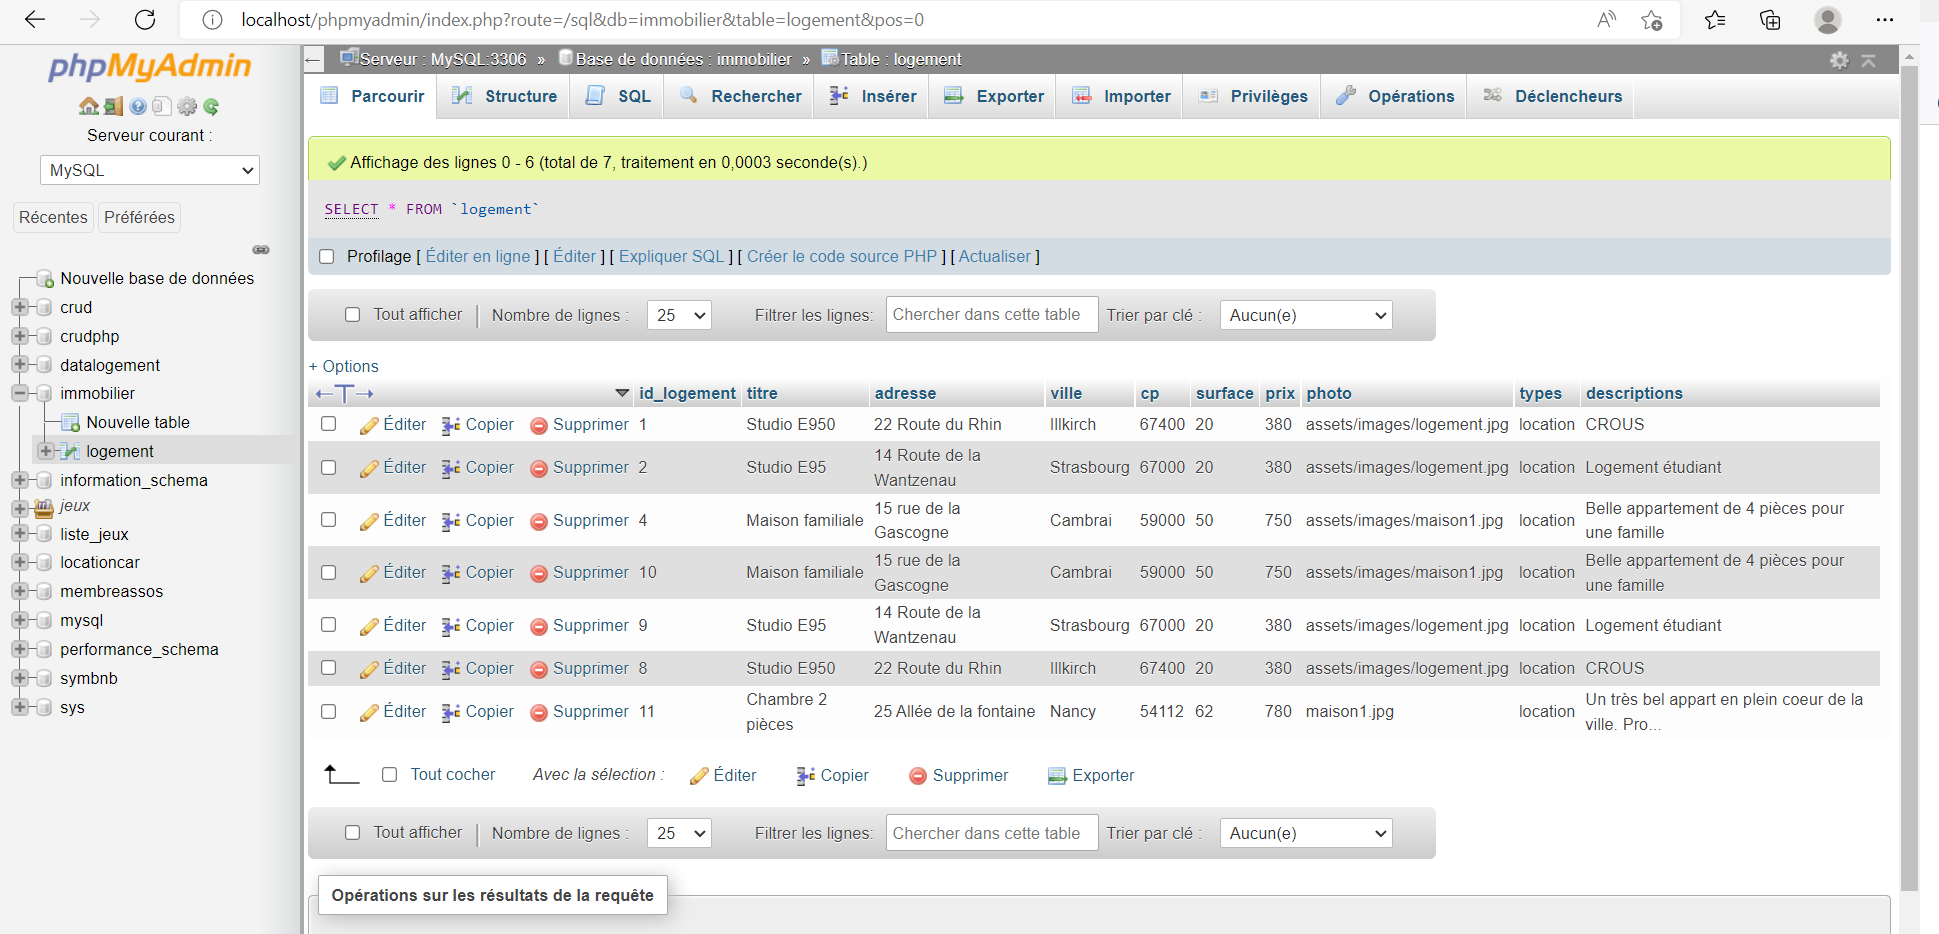 localhost/phpmyadmin/index.php?route=/sql&db=immobilier&table=logement&pos=0
phpMyAdmin
Serveur courant :
MySQL
Récentes Préférées
Nouvelle base de données
crud
crudphp
datalogement
immobilier
Nouvelle table
logement
information_schema
jeux
liste_jeux
locationcar
membreassos
mysql
performance_schema
symbnb
sys
Serveur : MySQL:3306 » Base de données : immobilier » Table : logement
Parcourir Structure SQL Rechercher Insérer Exporter Importer Privilèges Opérations Déclencheurs
Affichage des lignes 0 - 6 (total de 7, traitement en 0,0003 seconde(s).)
SELECT * FROM `logement`
Profilage [ Éditer en ligne ] [ Éditer ] [ Expliquer SQL ] [ Créer le code source PHP ] [ Actualiser ]
Tout afficher Nombre de lignes : 25 Filtrer les lignes: Chercher dans cette table Trier par clé : Aucun(e)
+ Options
id_logement titre adresse ville cp surface prix photo types descriptions
Éditer Copier Supprimer 1 Studio E950 22 Route du Rhin Illkirch 67400 20 380 assets/images/logement.jpg location CROUS
Éditer Copier Supprimer 2 Studio E95 14 Route de la Wantzenau Strasbourg 67000 20 380 assets/images/logement.jpg location Logement étudiant
Éditer Copier Supprimer 4 Maison familiale 15 rue de la Gascogne Cambrai 59000 50 750 assets/images/maison1.jpg location Belle appartement de 4 pièces pour une famille
Éditer Copier Supprimer 10 Maison familiale 15 rue de la Gascogne Cambrai 59000 50 750 assets/images/maison1.jpg location Belle appartement de 4 pièces pour une famille
Éditer Copier Supprimer 9 Studio E95 14 Route de la Wantzenau Strasbourg 67000 20 380 assets/images/logement.jpg location Logement étudiant
Éditer Copier Supprimer 8 Studio E950 22 Route du Rhin Illkirch 67400 20 380 assets/images/logement.jpg location CROUS
Éditer Copier Supprimer 11 Chambre 2 pièces 25 Allée de la fontaine Nancy 54112 62 780 maison1.jpg location Un très bel appart en plein coeur de la ville. Pro...
Tout cocher Avec la sélection : Éditer Copier Supprimer Exporter
Tout afficher Nombre de lignes : 25 Filtrer les lignes: Chercher dans cette table Trier par clé : Aucun(e)
Opérations sur les résultats de la requête